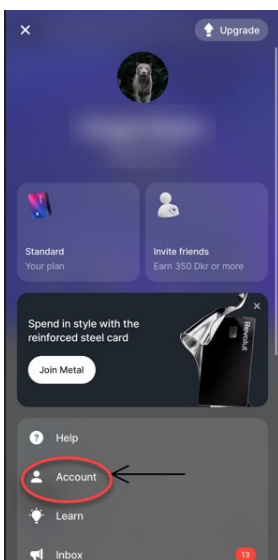 Upgrade
Standard
Your plan
Invite friends
Earn 350 Dkr or more
Spend in style with the
reinforced steel card
Join Metal
Revolut
Help
Account
Learn
Inbox
13